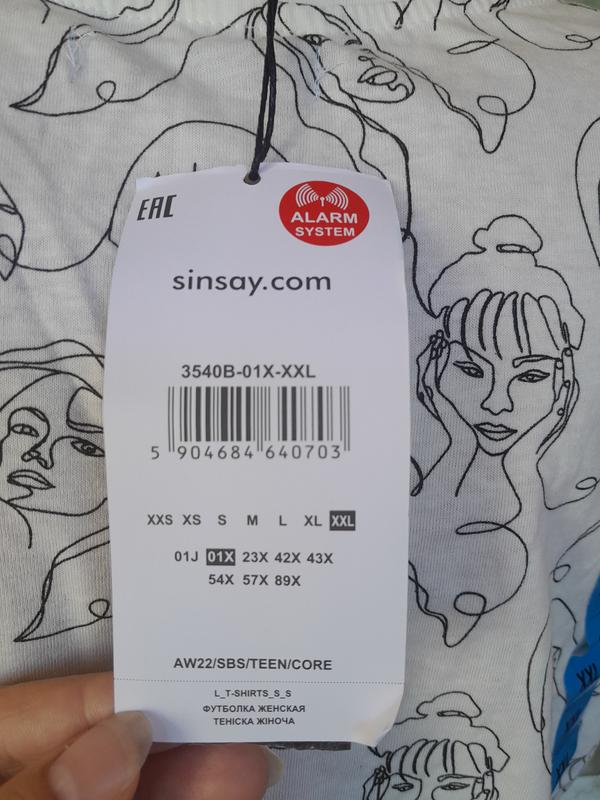 EAC
ALARM
SYSTEM
sinsay.com
3540B-01X-XXL
5 904684 640703
XXS XS S M L XL XXL
01J 01X 23X 42X 43X
54X 57X 89X
AW22/SBS/TEEN/CORE
L_T-SHIRTS_S_S
ФУТБОЛКА ЖЕНСКАЯ
ТЕНІСКА ЖІНОЧА